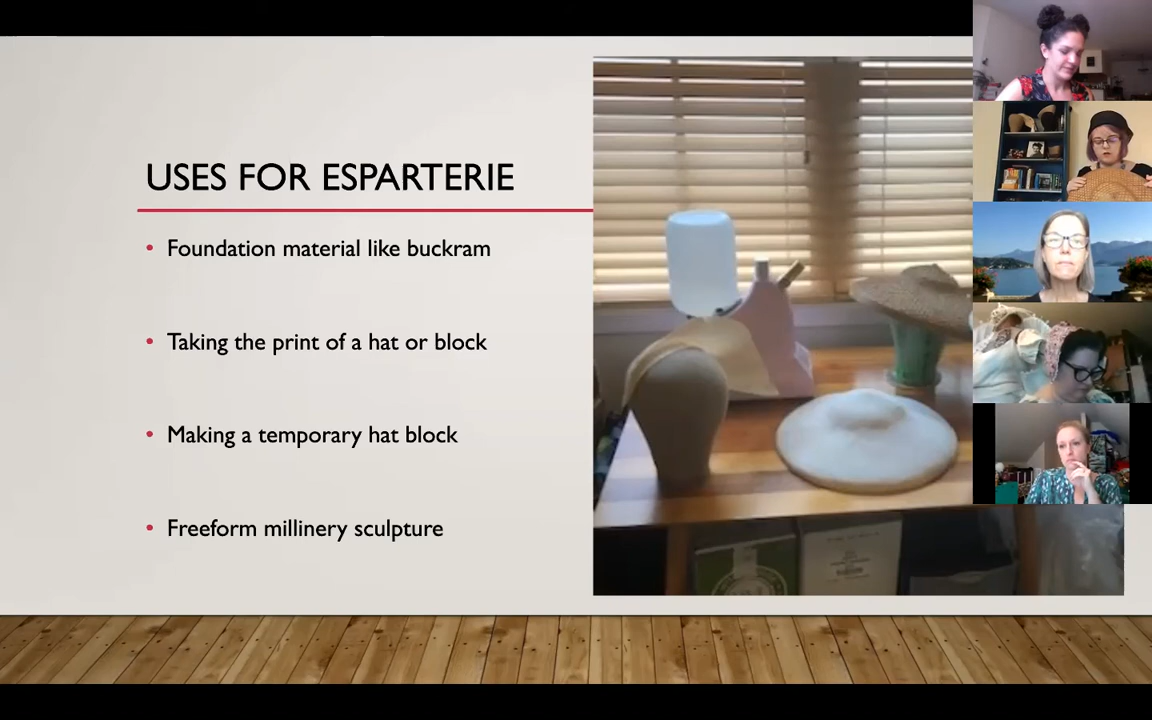 USES FOR ESPARTERIE
• Foundation material like buckram
• Taking the print of a hat or block
• Making a temporary hat block
• Freeform millinery sculpture